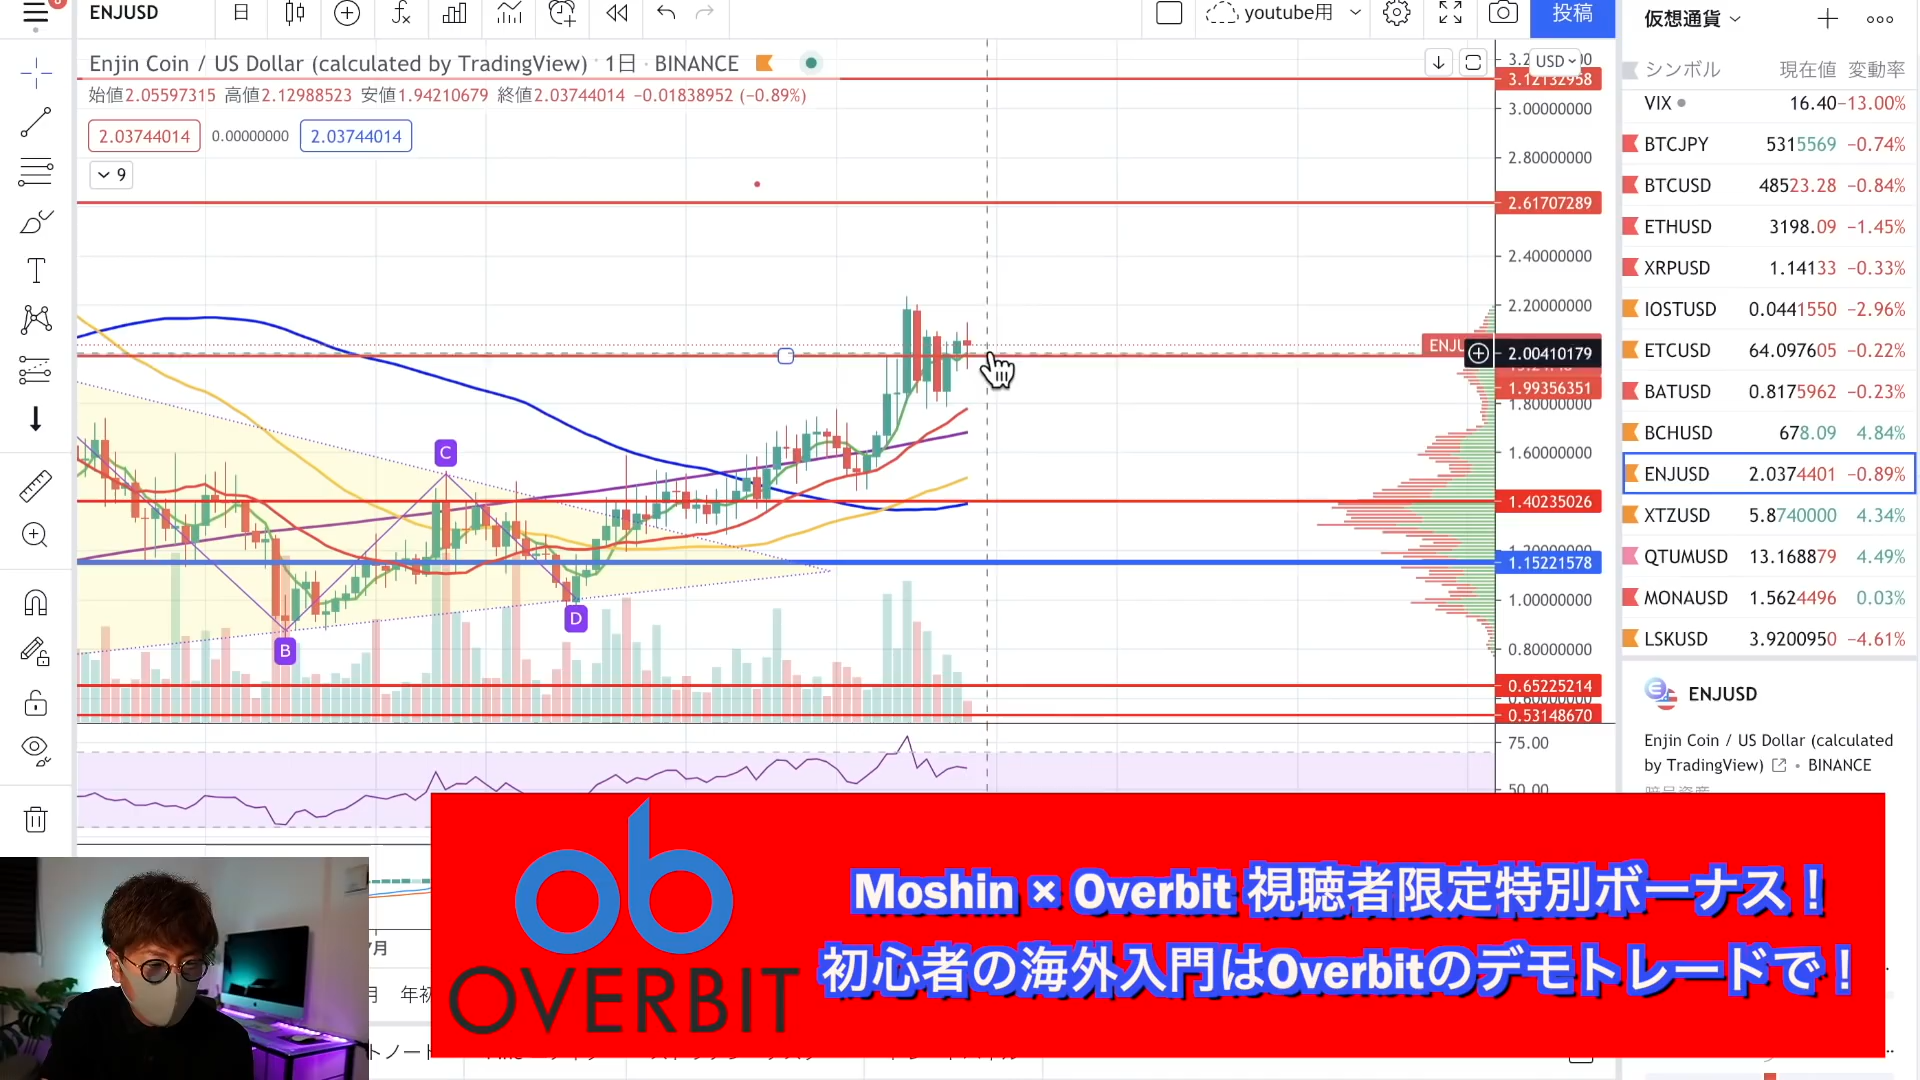 ENJUSD
日
youtube用
投稿
仮想通貨
Enjin Coin / US Dollar (calculated by TradingView) · 1日 · BINANCE
始値2.05597315 高値2.12988523 安値1.94210679 終値2.03744014 −0.01838952 (−0.89%)
2.03744014 0.00000000 2.03744014
9
USD
3.12132958
3.00000000
2.80000000
2.61707289
2.40000000
2.20000000
ENJU
2.00410179
1.99356351
1.80000000
1.60000000
1.40235026
1.15221578
1.00000000
0.80000000
0.65225214
0.53148670
75.00
50.00
C
B
D
シンボル 現在値 変動率
VIX 16.40 −13.00%
BTCJPY 5315569 −0.74%
BTCUSD 48523.28 −0.84%
ETHUSD 3198.09 −1.45%
XRPUSD 1.14133 −0.33%
IOSTUSD 0.0441550 −2.96%
ETCUSD 64.097605 −0.22%
BATUSD 0.8175962 −0.23%
BCHUSD 678.09 4.84%
ENJUSD 2.0374401 −0.89%
XTZUSD 5.8740000 4.34%
QTUMUSD 13.168879 4.49%
MONAUSD 1.5624496 0.03%
LSKUSD 3.9200950 −4.61%
ENJUSD
Enjin Coin / US Dollar (calculated
by TradingView) • BINANCE
OVERBIT
Moshin × Overbit 視聴者限定特別ボーナス！
初心者の海外入門はOverbitのデモトレードで！